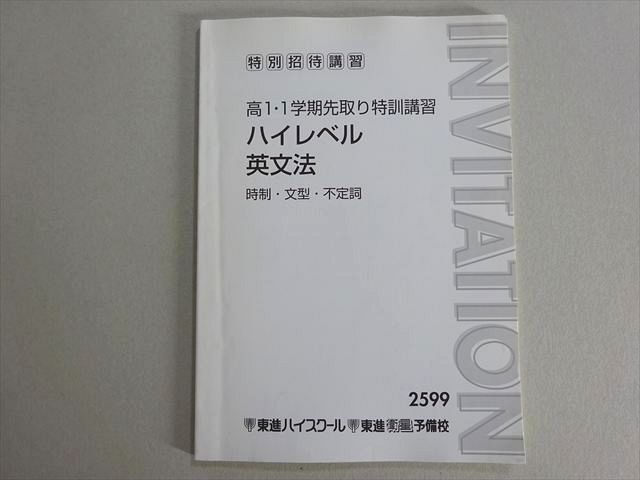 特別招待講習
高1・1学期先取り特訓講習
ハイレベル
英文法
時制・文型・不定詞
INVITATION
2599
東進ハイスクール 東進衛星予備校